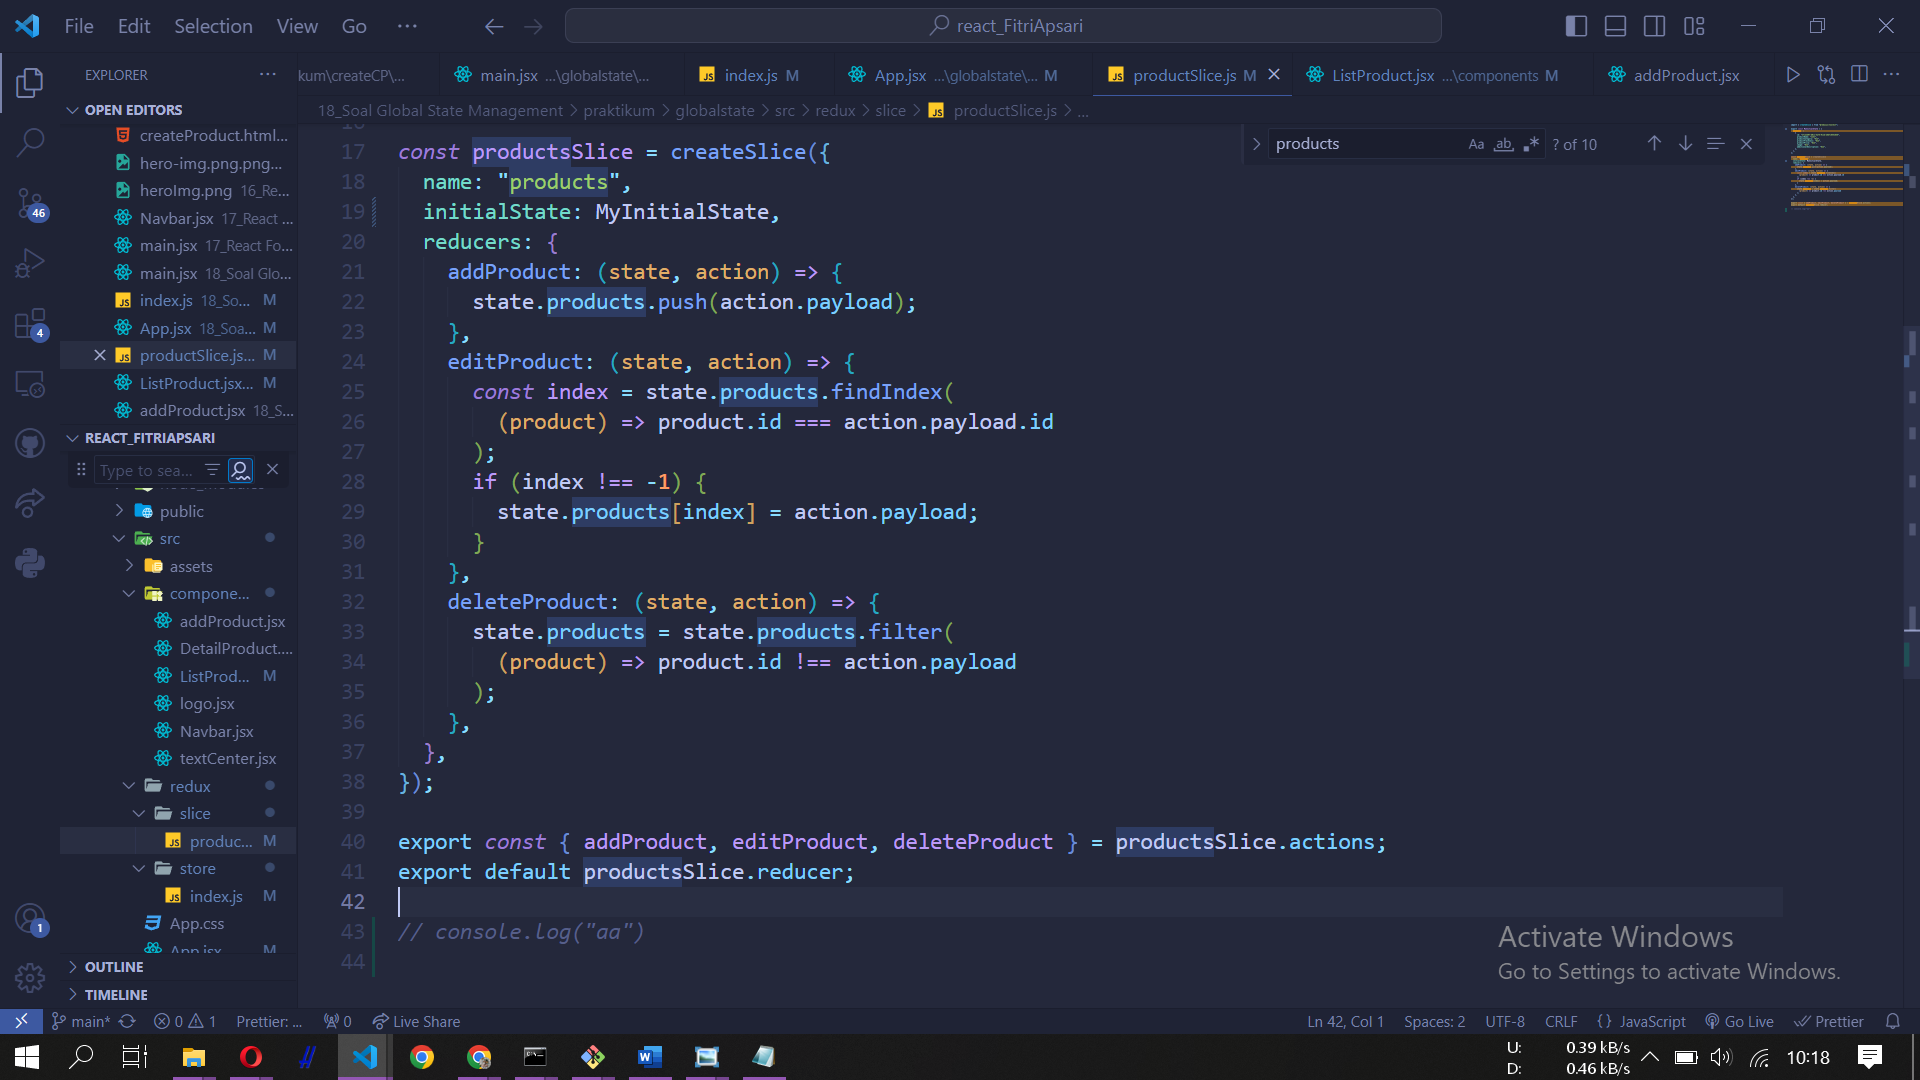 File Edit Selection View Go ··· react_FitriApsari
EXPLORER ···
kum\createCP\... main.jsx ...\globalstate\... index.js M App.jsx ...\globalstate\... M productSlice.js M ListProduct.jsx ...\components M addProduct.jsx ···
18_Soal Global State Management > praktikum > globalstate > src > redux > slice > JS productSlice.js > ...
OPEN EDITORS
createProduct.html...
hero-img.png.png...
heroImg.png 16_Re...
Navbar.jsx 17_React ...
main.jsx 17_React Fo...
main.jsx 18_Soal Glo...
JS index.js 18_So... M
App.jsx 18_Soa... M
JS productSlice.js... M
ListProduct.jsx... M
addProduct.jsx 18_S...
REACT_FITRIAPSARI
Type to sea...
public
src
assets
compone...
addProduct.jsx
DetailProduct....
ListProd... M
logo.jsx
Navbar.jsx
textCenter.jsx
redux
slice
JS produc... M
store
JS index.js M
App.css
App.jsx M
OUTLINE
TIMELINE
46
4
1
products Aa ab ? of 10
17 const productsSlice = createSlice({
18 name: "products",
19 initialState: MyInitialState,
20 reducers: {
21 addProduct: (state, action) => {
22 state.products.push(action.payload);
23 },
24 editProduct: (state, action) => {
25 const index = state.products.findIndex(
26 (product) => product.id === action.payload.id
27 );
28 if (index !== -1) {
29 state.products[index] = action.payload;
30 }
31 },
32 deleteProduct: (state, action) => {
33 state.products = state.products.filter(
34 (product) => product.id !== action.payload
35 );
36 },
37 },
38 });
39
40 export const { addProduct, editProduct, deleteProduct } = productsSlice.actions;
41 export default productsSlice.reducer;
42
43 // console.log("aa")
44
Activate Windows
Go to Settings to activate Windows.
main* 0 1 Prettier: ... 0 Live Share Ln 42, Col 1 Spaces: 2 UTF-8 CRLF {} JavaScript Go Live Prettier
U: 0.39 kB/s
D: 0.46 kB/s
10:18